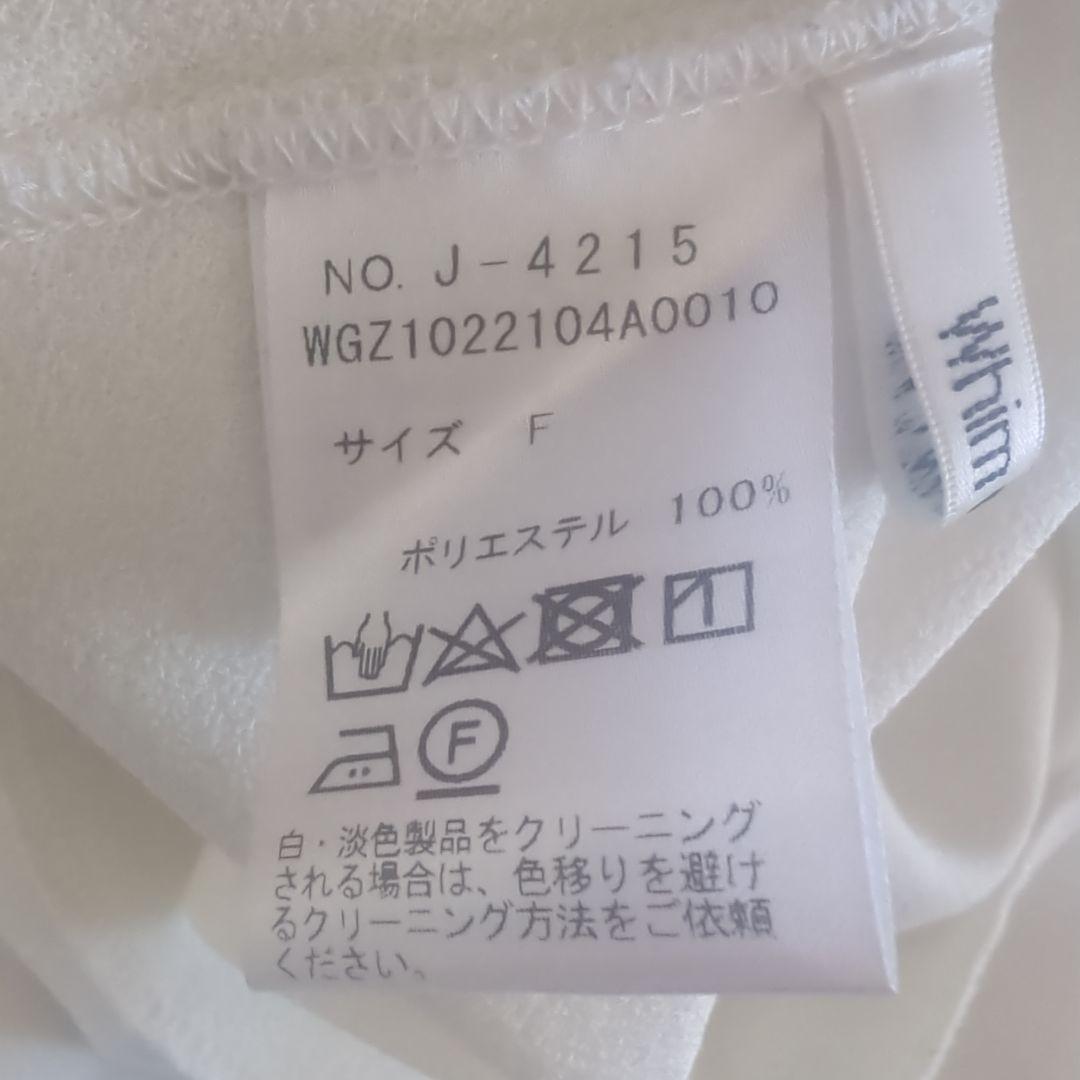 NO. J-4215
WGZ1022104A0010
サイズ F
ポリエステル 100%
F
白・淡色製品をクリーニング
される場合は、色移りを避け
るクリーニング方法をご依頼
ください。
Whim